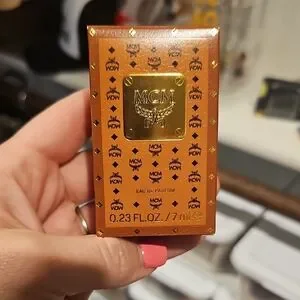 MCM
EAU DE PARFUM
0.23 FL.OZ. / 7 ml ℮